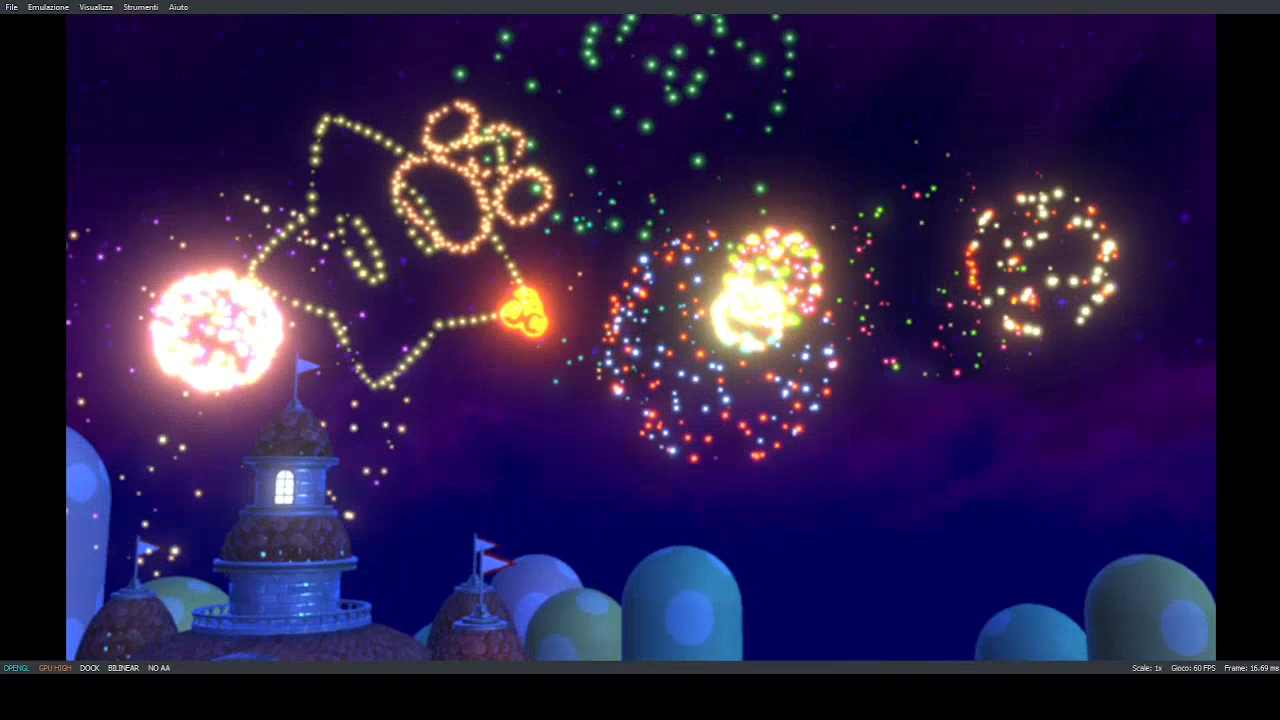 File Emulazione Visualizza Strumenti Aiuto
OPENGL GPU HIGH DOCK BILINEAR NO AA Scale: 1x Gioco: 60 FPS Frame: 16.69 ms